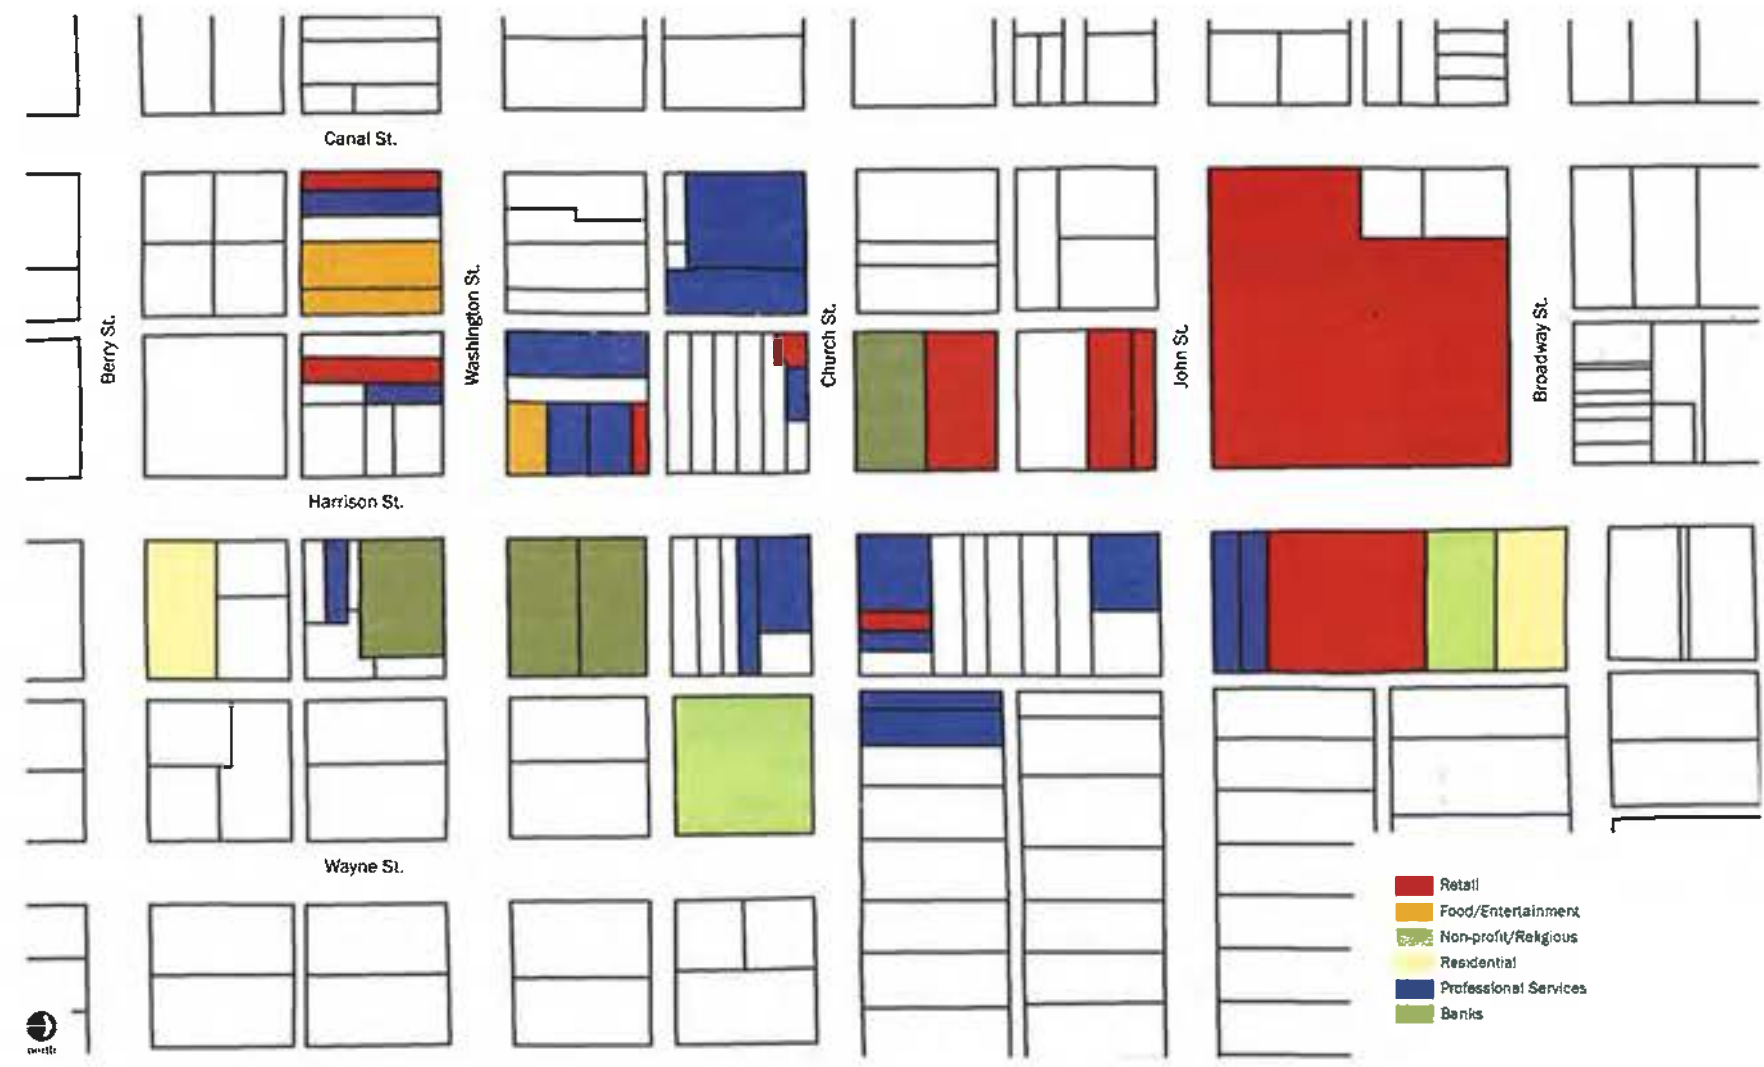 Canal St.
Berry St.
Washington St.
Church St.
John St.
Broadway St.
Harrison St.
Wayne St.
Retail
Food/Entertainment
Non-profit/Religious
Residential
Professional Services
Banks
north